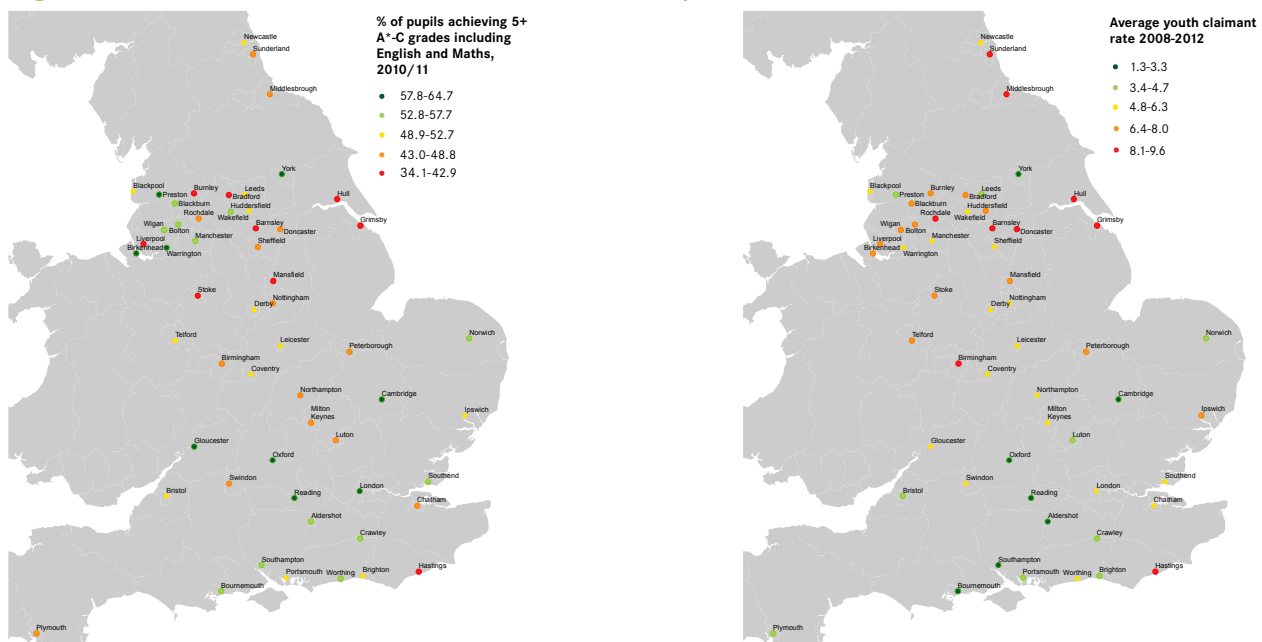 % of pupils achieving 5+
A*-C grades including
English and Maths,
2010/11
57.8-64.7
52.8-57.7
48.9-52.7
43.0-48.8
34.1-42.9
Newcastle
Sunderland
Middlesbrough
York
Blackpool
Preston
Burnley
Bradford
Leeds
Hull
Blackburn
Huddersfield
Rochdale
Wakefield
Grimsby
Wigan
Bolton
Barnsley
Doncaster
Liverpool
Manchester
Sheffield
Birkenhead
Warrington
Mansfield
Stoke
Nottingham
Derby
Telford
Leicester
Norwich
Peterborough
Birmingham
Coventry
Northampton
Cambridge
Milton
Keynes
Ipswich
Luton
Gloucester
Oxford
Swindon
Southend
Bristol
Reading
London
Chatham
Aldershot
Crawley
Southampton
Portsmouth
Worthing
Brighton
Hastings
Bournemouth
Plymouth
Average youth claimant
rate 2008-2012
1.3-3.3
3.4-4.7
4.8-6.3
6.4-8.0
8.1-9.6
Newcastle
Sunderland
Middlesbrough
York
Blackpool
Preston
Burnley
Bradford
Leeds
Hull
Blackburn
Huddersfield
Rochdale
Wakefield
Grimsby
Wigan
Bolton
Barnsley
Doncaster
Liverpool
Manchester
Sheffield
Birkenhead
Warrington
Mansfield
Stoke
Nottingham
Derby
Telford
Leicester
Norwich
Peterborough
Birmingham
Coventry
Northampton
Cambridge
Milton
Keynes
Ipswich
Luton
Gloucester
Oxford
Swindon
Southend
Bristol
Reading
London
Chatham
Aldershot
Crawley
Southampton
Portsmouth
Worthing
Brighton
Hastings
Bournemouth
Plymouth